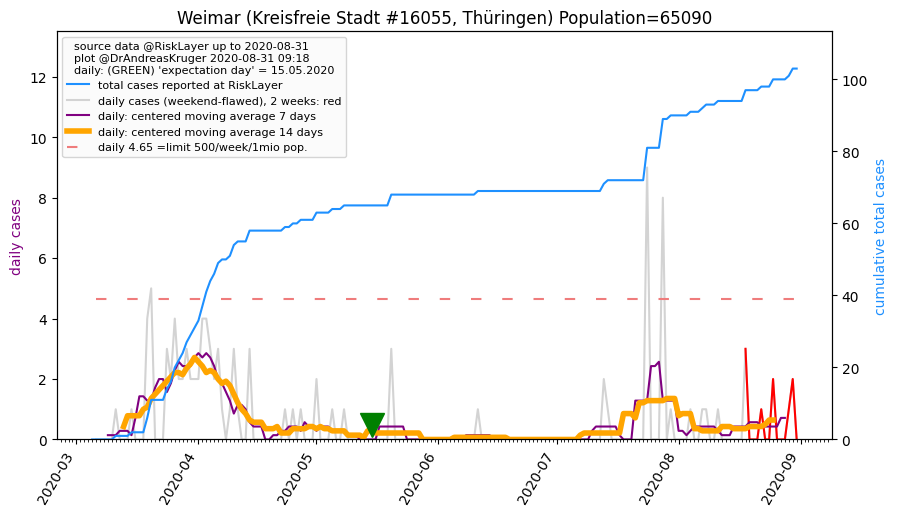 Weimar (Kreisfreie Stadt #16055, Thüringen) Population=65090
source data @RiskLayer up to 2020-08-31
plot @DrAndreasKruger 2020-08-31 09:18
daily: (GREEN) 'expectation day' = 15.05.2020
total cases reported at RiskLayer
daily cases (weekend-flawed), 2 weeks: red
daily: centered moving average 7 days
daily: centered moving average 14 days
daily 4.65 =limit 500/week/1mio pop.
daily cases
12
10
8
6
4
2
0
100
80
60
40
20
0
cumulative total cases
2020-03
2020-04
2020-05
2020-06
2020-07
2020-08
2020-09